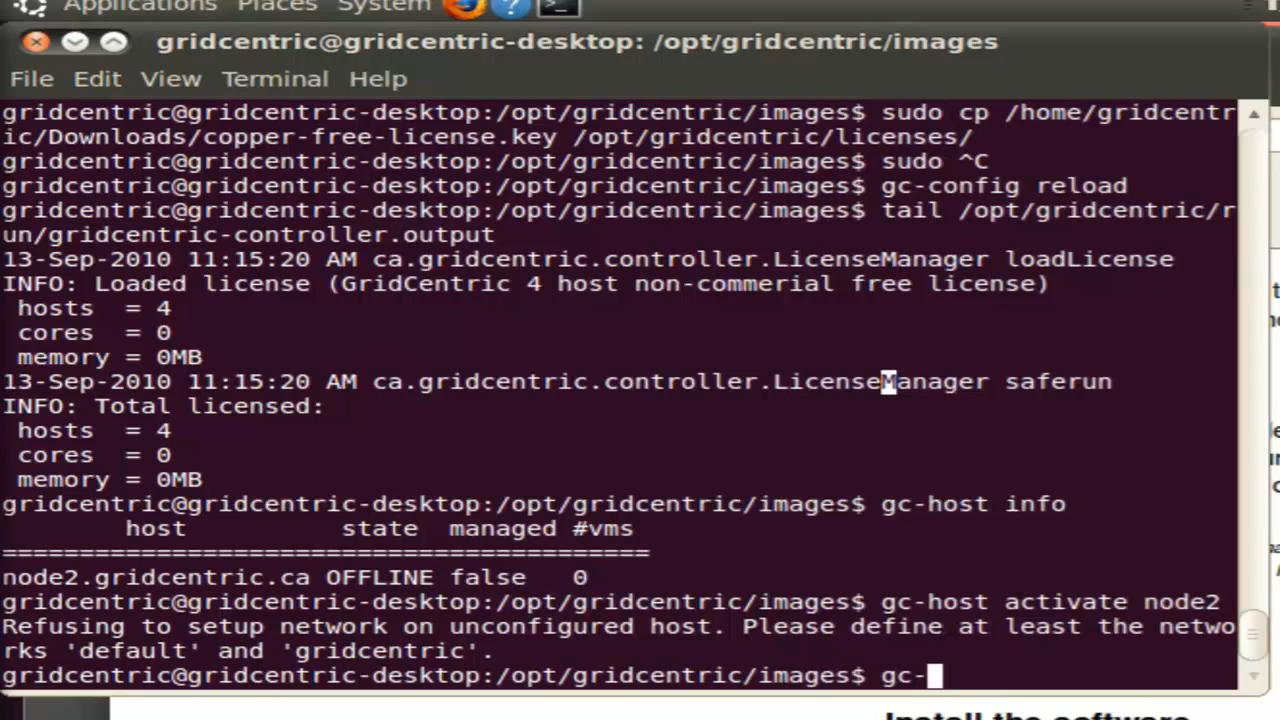 Applications Places System
gridcentric@gridcentric-desktop: /opt/gridcentric/images
File Edit View Terminal Help
gridcentric@gridcentric-desktop:/opt/gridcentric/images$ sudo cp /home/gridcentr
ic/Downloads/copper-free-license.key /opt/gridcentric/licenses/
gridcentric@gridcentric-desktop:/opt/gridcentric/images$ sudo ^C
gridcentric@gridcentric-desktop:/opt/gridcentric/images$ gc-config reload
gridcentric@gridcentric-desktop:/opt/gridcentric/images$ tail /opt/gridcentric/r
un/gridcentric-controller.output
13-Sep-2010 11:15:20 AM ca.gridcentric.controller.LicenseManager loadLicense
INFO: Loaded license (GridCentric 4 host non-commerial free license)
hosts = 4
cores = 0
memory = 0MB
13-Sep-2010 11:15:20 AM ca.gridcentric.controller.LicenseManager saferun
INFO: Total licensed:
hosts = 4
cores = 0
memory = 0MB
gridcentric@gridcentric-desktop:/opt/gridcentric/images$ gc-host info
host state managed #vms
==========================================
node2.gridcentric.ca OFFLINE false 0
gridcentric@gridcentric-desktop:/opt/gridcentric/images$ gc-host activate node2
Refusing to setup network on unconfigured host. Please define at least the netwo
rks 'default' and 'gridcentric'.
gridcentric@gridcentric-desktop:/opt/gridcentric/images$ gc-
Install the software